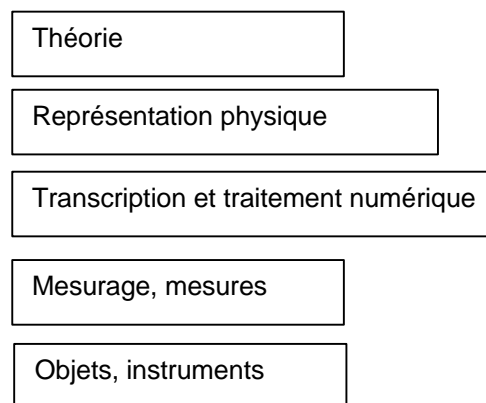 Théorie
Représentation physique
Transcription et traitement numérique
Mesurage, mesures
Objets, instruments